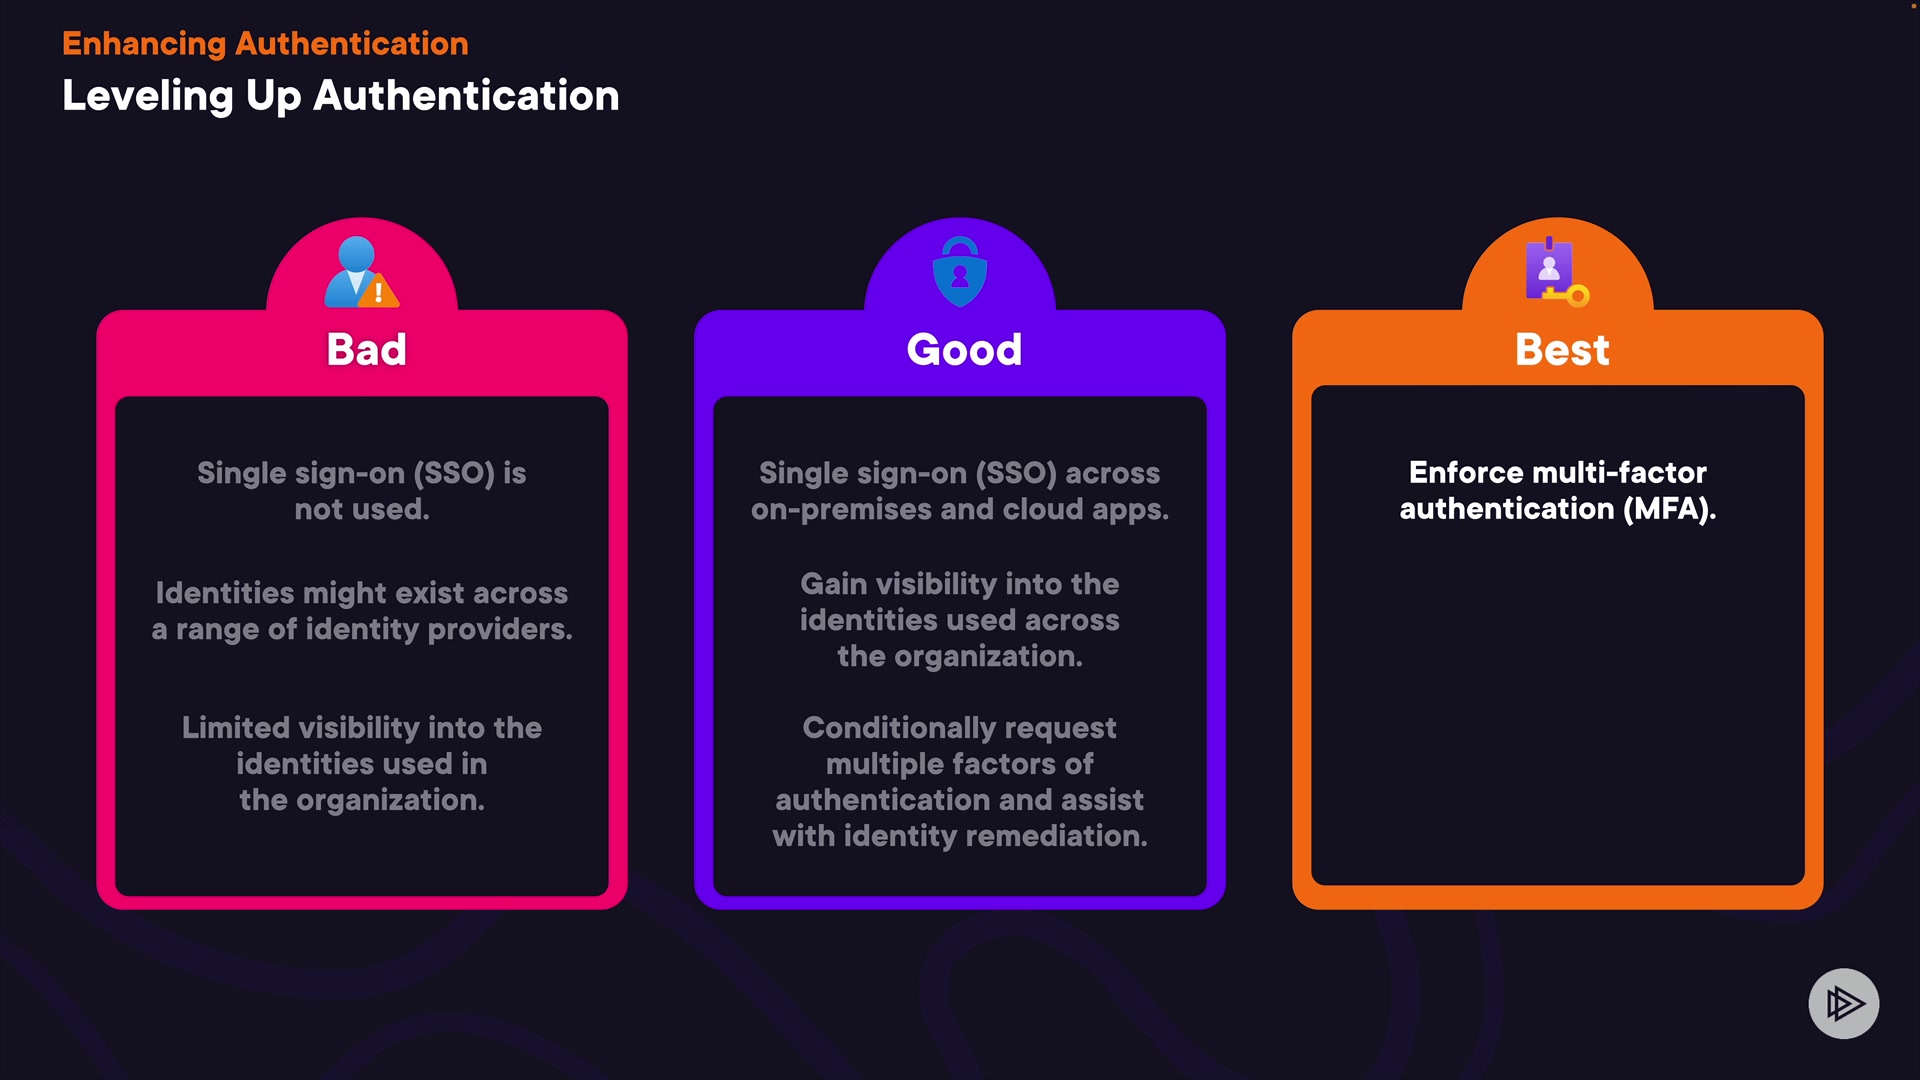 Enhancing Authentication
Leveling Up Authentication
Bad
Single sign-on (SSO) is
not used.
Identities might exist across
a range of identity providers.
Limited visibility into the
identities used in
the organization.
Good
Single sign-on (SSO) across
on-premises and cloud apps.
Gain visibility into the
identities used across
the organization.
Conditionally request
multiple factors of
authentication and assist
with identity remediation.
Best
Enforce multi-factor
authentication (MFA).